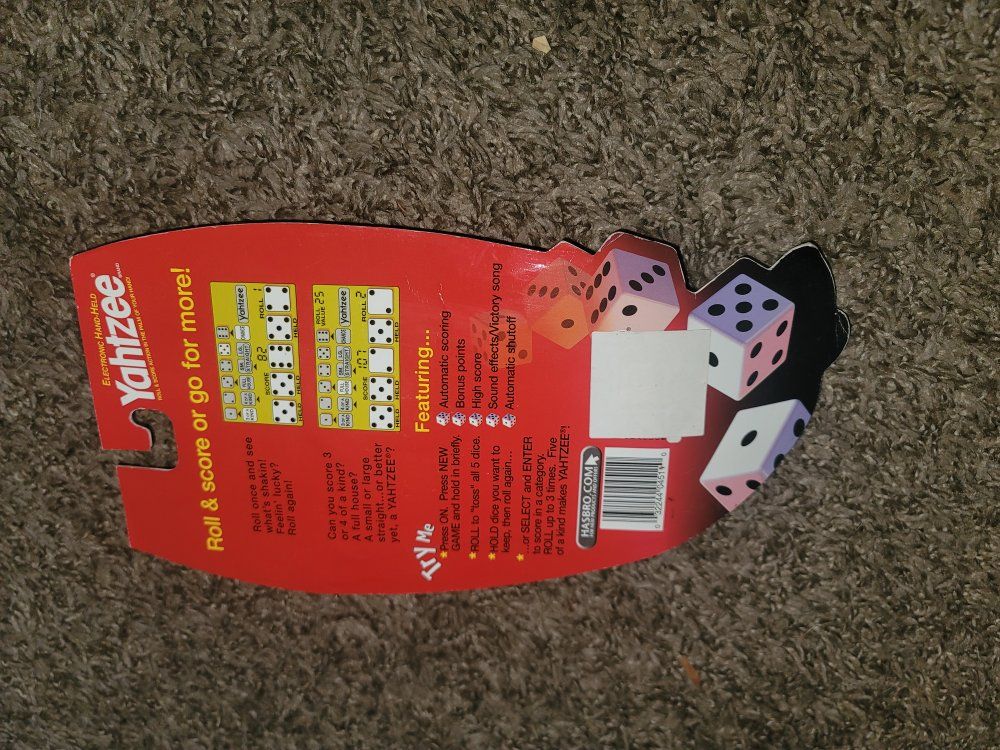 ELECTRONIC HAND-HELD
Yahtzee®
BRAND
ROLL & SCORE ACTION IN THE PALM OF YOUR HAND!
Roll & score or go for more!
Roll once and see
what's shakin'!
Feelin' lucky?
Roll again!
Can you score 3
or 4 of a kind?
A full house?
A small or large
straight...or better
yet, a YAHTZEE®?
Yahtzee
SCORE 82
ROLL 1
HELD HELD HELD
ROLL
VALUE 25
Yahtzee
SCORE 107
ROLL 2
HELD HELD HELD
Try Me
Press ON. Press NEW
GAME and hold in briefly.
ROLL to "toss" all 5 dice.
HOLD dice you want to
keep, then roll again...
...or SELECT and ENTER
to score in a category.
ROLL up to 3 times. Five
of a kind makes YAHTZEE®!
Featuring...
Automatic scoring
Bonus points
High score
Sound effects/Victory song
Automatic shutoff
HASBRO.COM